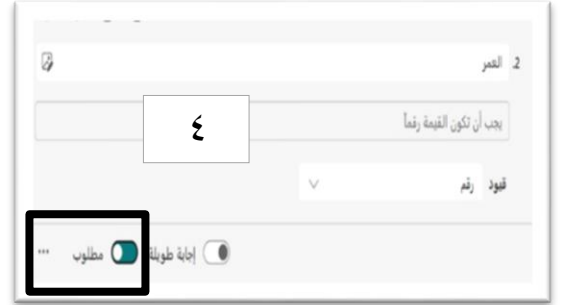 2. العمر
يجب أن تكون القيمة رقماً
٤
قيود رقم
إجابة طويلة مطلوب ...